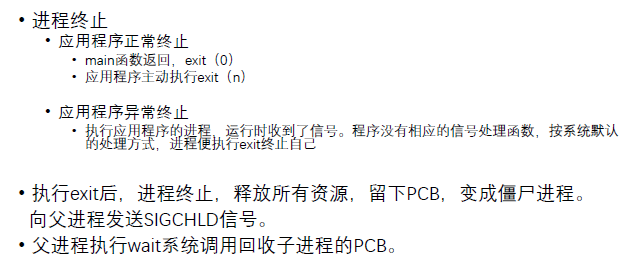 • 进程终止
• 应用程序正常终止
• main函数返回，exit（0）
• 应用程序主动执行exit（n）
• 应用程序异常终止
• 执行应用程序的进程，运行时收到了信号。程序没有相应的信号处理函数，按系统默认
的处理方式，进程便执行exit终止自己
• 执行exit后，进程终止，释放所有资源，留下PCB，变成僵尸进程。
向父进程发送SIGCHLD信号。
• 父进程执行wait系统调用回收子进程的PCB。